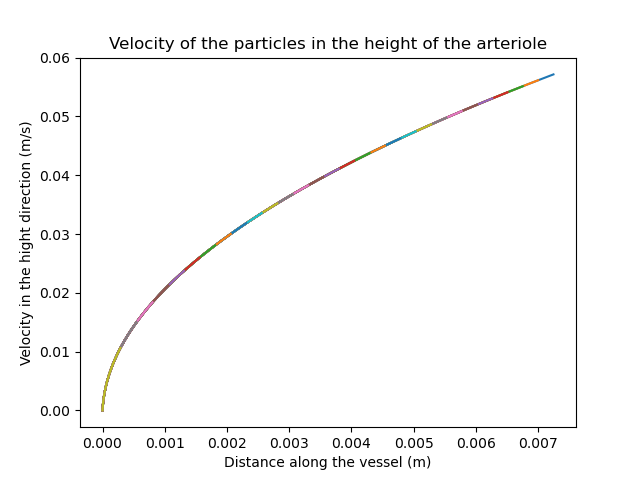 Velocity of the particles in the height of the arteriole
Velocity in the hight direction (m/s)
0.06
0.05
0.04
0.03
0.02
0.01
0.00
0.000 0.001 0.002 0.003 0.004 0.005 0.006 0.007
Distance along the vessel (m)